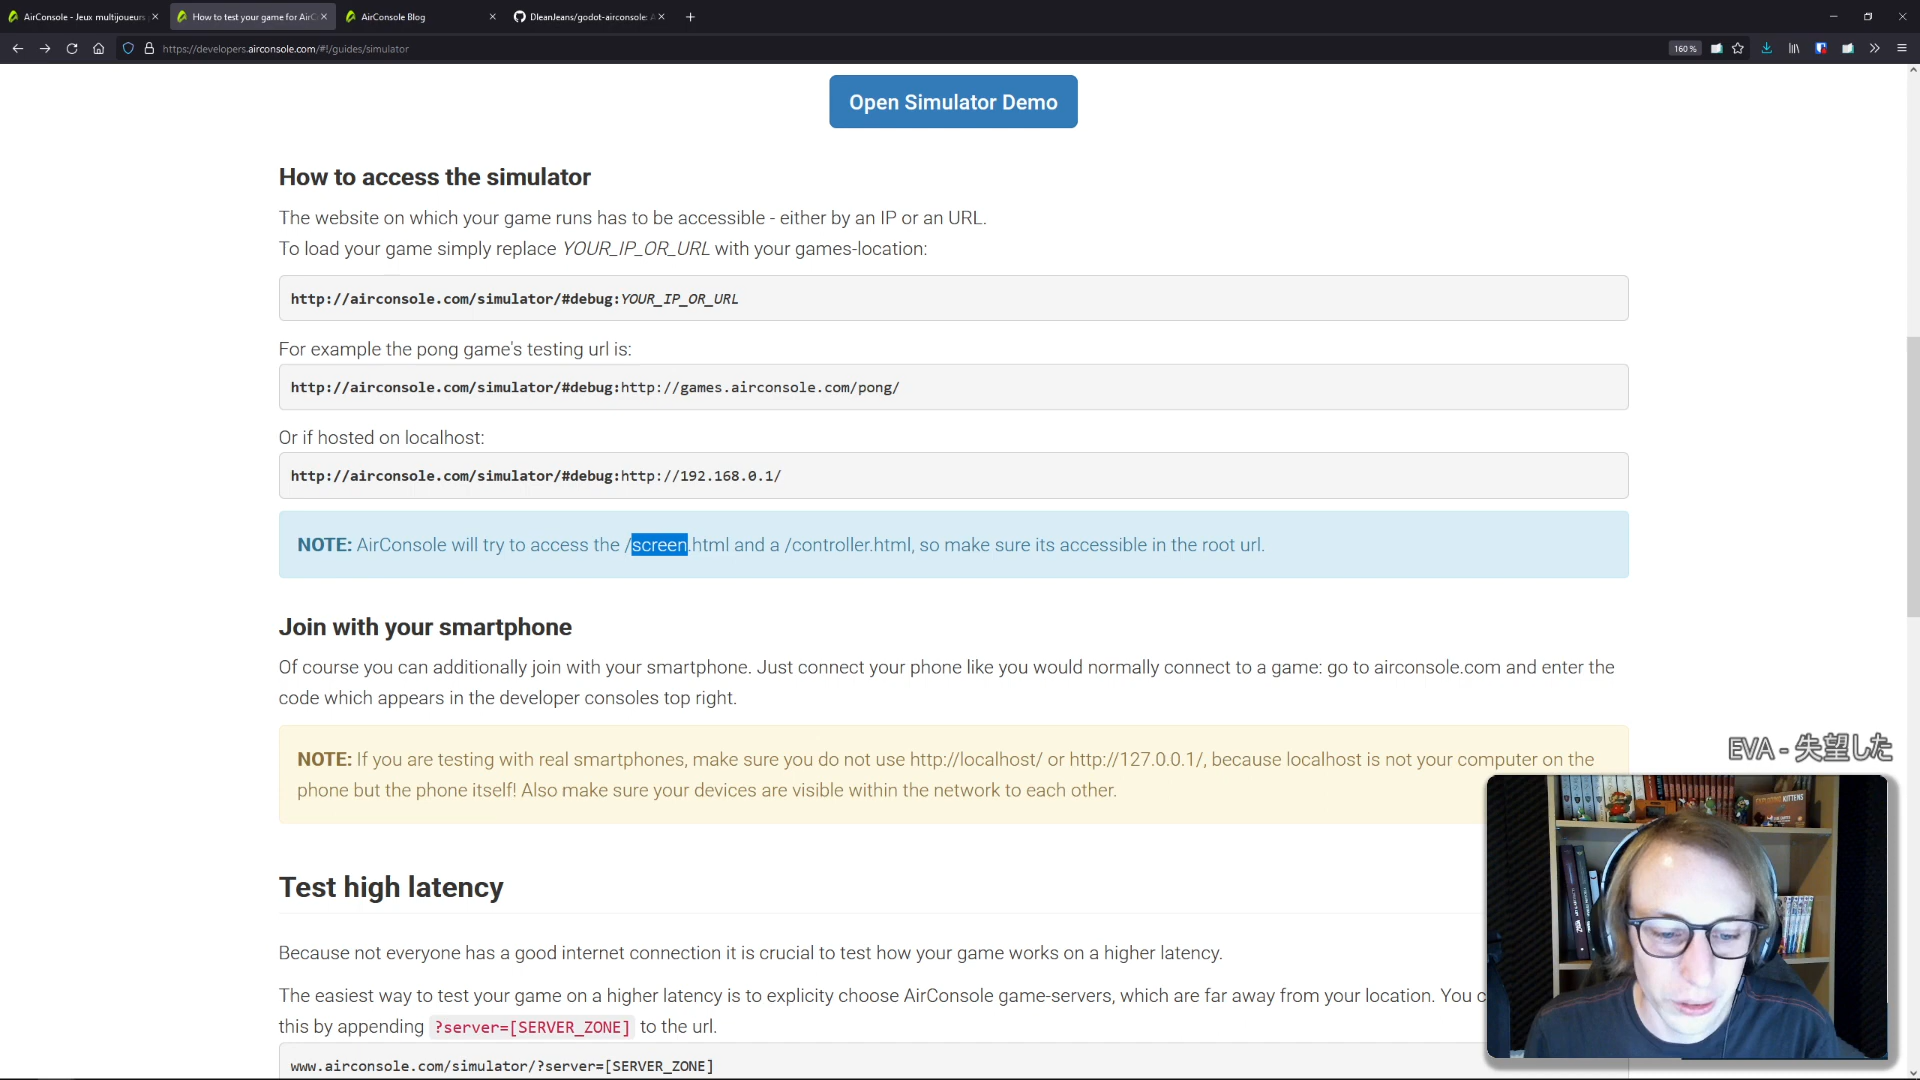 AirConsole - Jeux multijoueurs
How to test your game for AirC
AirConsole Blog
DleanJeans/godot-airconsole: A
https://developers.airconsole.com/#!/guides/simulator
160 %
Open Simulator Demo
How to access the simulator
The website on which your game runs has to be accessible - either by an IP or an URL.
To load your game simply replace YOUR_IP_OR_URL with your games-location:
http://airconsole.com/simulator/#debug:YOUR_IP_OR_URL
For example the pong game's testing url is:
http://airconsole.com/simulator/#debug:http://games.airconsole.com/pong/
Or if hosted on localhost:
http://airconsole.com/simulator/#debug:http://192.168.0.1/
NOTE: AirConsole will try to access the /screen.html and a /controller.html, so make sure its accessible in the root url.
Join with your smartphone
Of course you can additionally join with your smartphone. Just connect your phone like you would normally connect to a game: go to airconsole.com and enter the
code which appears in the developer consoles top right.
NOTE: If you are testing with real smartphones, make sure you do not use http://localhost/ or http://127.0.0.1/, because localhost is not your computer on the
phone but the phone itself! Also make sure your devices are visible within the network to each other.
EVA - 失望した
EXPLODING
KITTENS
Test high latency
Because not everyone has a good internet connection it is crucial to test how your game works on a higher latency.
The easiest way to test your game on a higher latency is to explicity choose AirConsole game-servers, which are far away from your location. You c
this by appending ?server=[SERVER_ZONE] to the url.
www.airconsole.com/simulator/?server=[SERVER_ZONE]